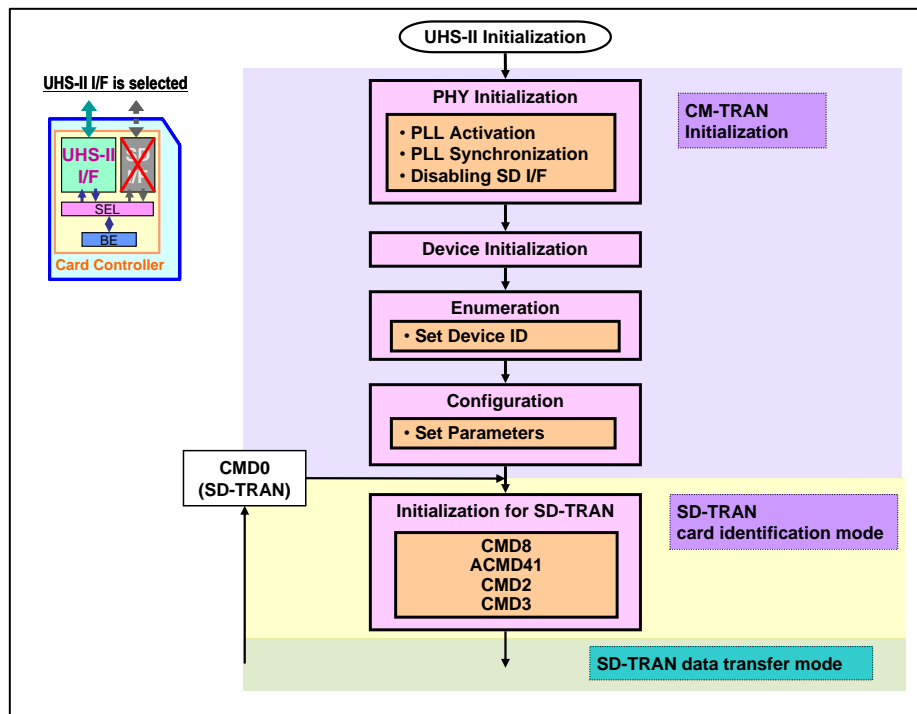 UHS-II Initialization
UHS-II I/F is selected
UHS-II
I/F
SD
I/F
SEL
BE
Card Controller
PHY Initialization
• PLL Activation
• PLL Synchronization
• Disabling SD I/F
CM-TRAN
Initialization
Device Initialization
Enumeration
• Set Device ID
Configuration
• Set Parameters
CMD0
(SD-TRAN)
Initialization for SD-TRAN
CMD8
ACMD41
CMD2
CMD3
SD-TRAN
card identification mode
SD-TRAN data transfer mode